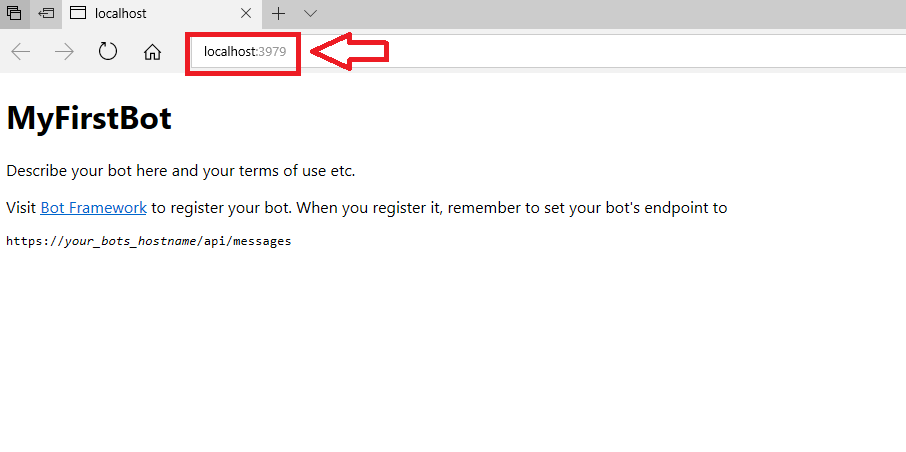 localhost
localhost:3979
MyFirstBot
Describe your bot here and your terms of use etc.
Visit Bot Framework to register your bot. When you register it, remember to set your bot's endpoint to
https://your_bots_hostname/api/messages